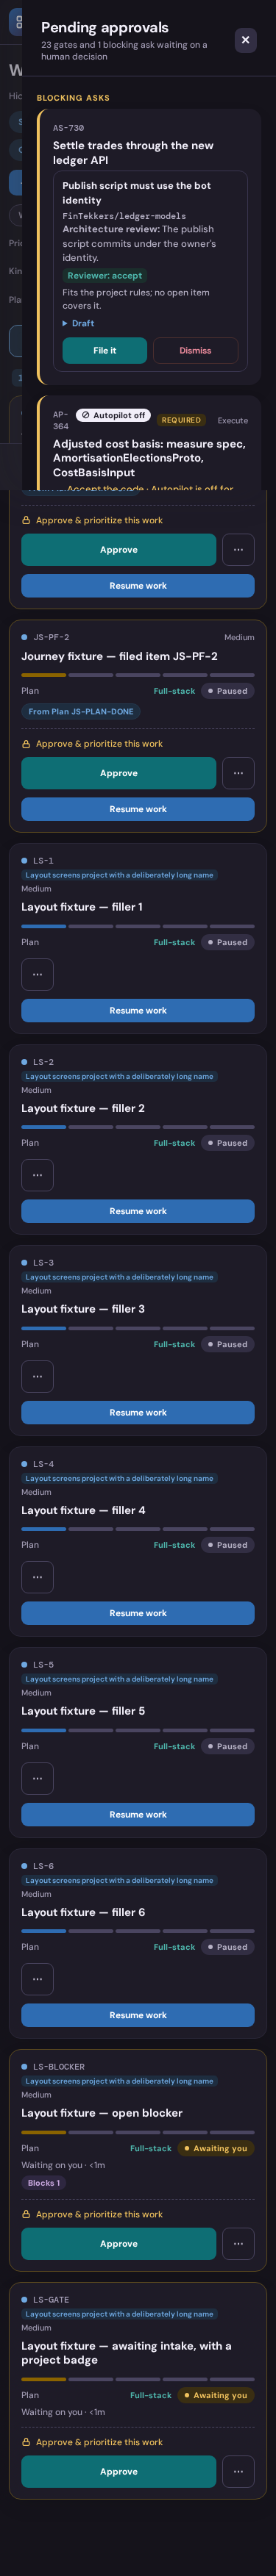 Pending approvals
23 gates and 1 blocking ask waiting on a
human decision
BLOCKING ASKS
AS-730
Settle trades through the new
ledger API
Publish script must use the bot
identity
FinTekkers/ledger-models
Architecture review: The publish
script commits under the owner's
identity.
Reviewer: accept
Fits the project rules; no open item
covers it.
Draft
File it
Dismiss
AP-
364
Autopilot off
REQUIRED
Execute
Adjusted cost basis: measure spec,
AmortisationElectionsProto,
CostBasisInput
Approve & prioritize this work
Approve
Resume work
JS-PF-2
Medium
Journey fixture — filed item JS-PF-2
Plan
Full-stack
Paused
From Plan JS-PLAN-DONE
Approve & prioritize this work
Approve
Resume work
LS-1
Layout screens project with a deliberately long name
Medium
Layout fixture — filler 1
Plan
Full-stack
Paused
Resume work
LS-2
Layout screens project with a deliberately long name
Medium
Layout fixture — filler 2
Plan
Full-stack
Paused
Resume work
LS-3
Layout screens project with a deliberately long name
Medium
Layout fixture — filler 3
Plan
Full-stack
Paused
Resume work
LS-4
Layout screens project with a deliberately long name
Medium
Layout fixture — filler 4
Plan
Full-stack
Paused
Resume work
LS-5
Layout screens project with a deliberately long name
Medium
Layout fixture — filler 5
Plan
Full-stack
Paused
Resume work
LS-6
Layout screens project with a deliberately long name
Medium
Layout fixture — filler 6
Plan
Full-stack
Paused
Resume work
LS-BLOCKER
Layout screens project with a deliberately long name
Medium
Layout fixture — open blocker
Plan
Full-stack
Awaiting you
Waiting on you · <1m
Blocks 1
Approve & prioritize this work
Approve
LS-GATE
Layout screens project with a deliberately long name
Medium
Layout fixture — awaiting intake, with a
project badge
Plan
Full-stack
Awaiting you
Waiting on you · <1m
Approve & prioritize this work
Approve